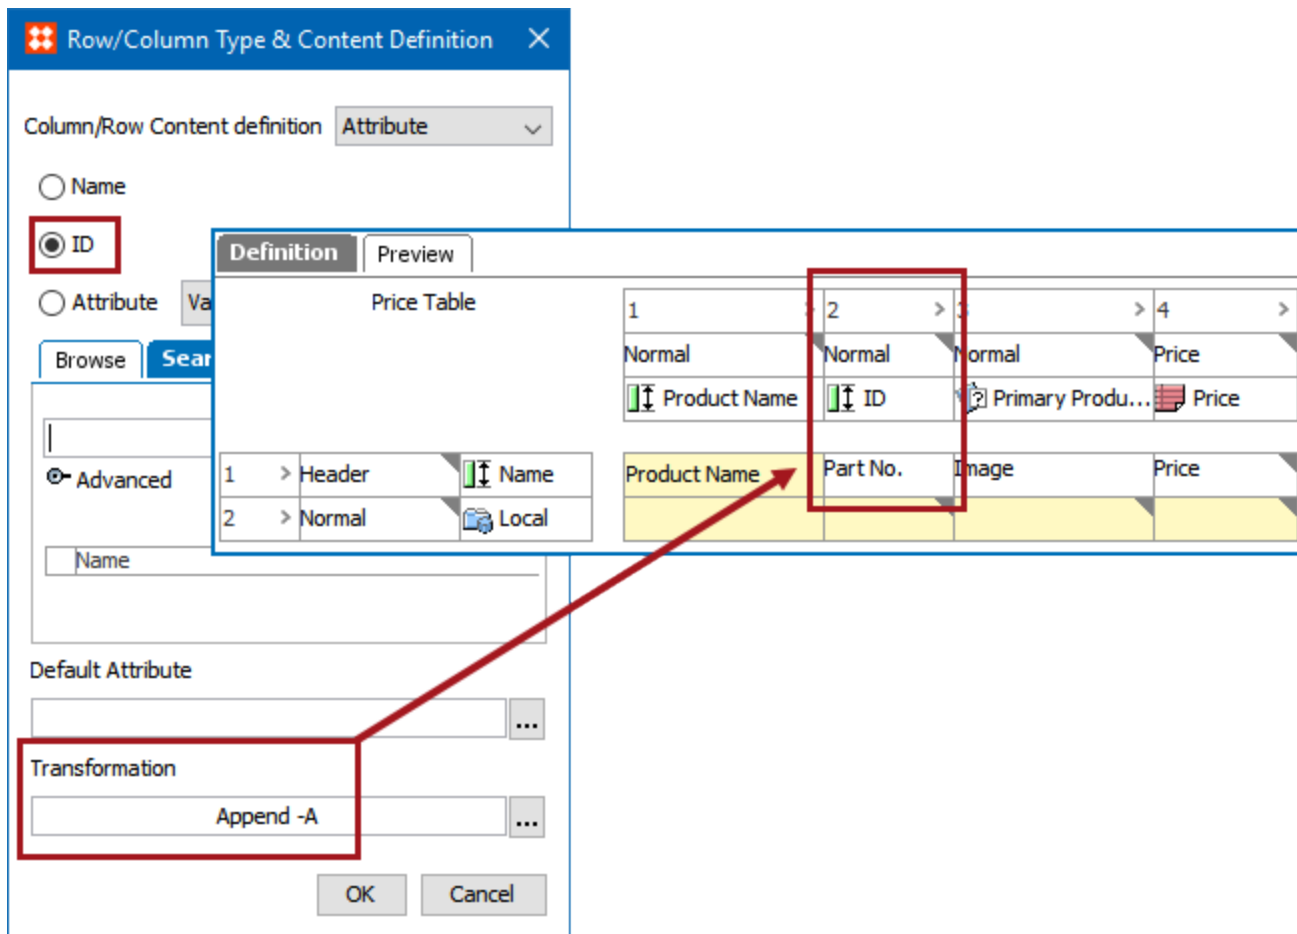 Row/Column Type & Content Definition
Column/Row Content definition Attribute
Name
ID
Attribute Va
Browse Sear
Advanced
Name
Default Attribute
...
Transformation
Append -A ...
OK Cancel
Definition Preview
Price Table
1 2 3 4
Normal Normal Normal Price
Product Name ID Primary Produ... Price
1 Header Name Product Name Part No. Image Price
2 Normal Local